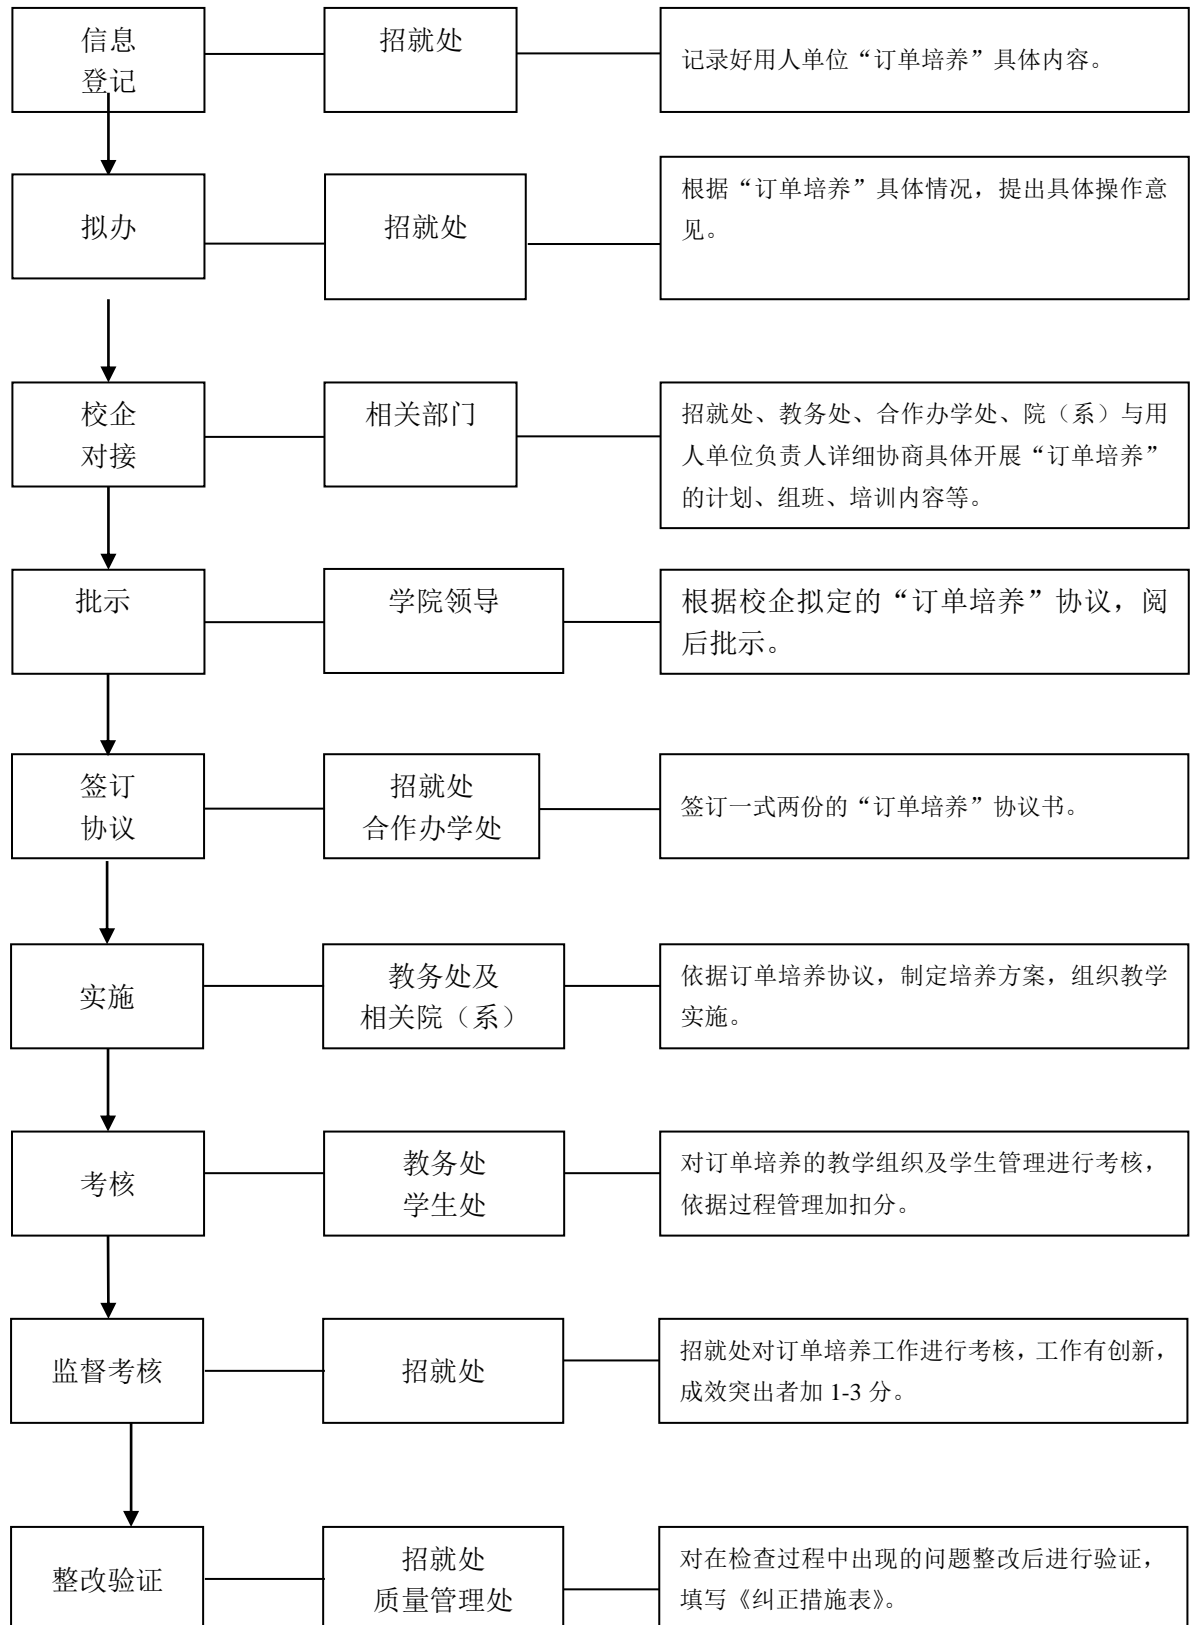 信息
登记
招就处
记录好用人单位“订单培养”具体内容。
拟办
招就处
根据“订单培养”具体情况，提出具体操作意
见。
校企
对接
相关部门
招就处、教务处、合作办学处、院（系）与用
人单位负责人详细协商具体开展“订单培养”
的计划、组班、培训内容等。
批示
学院领导
根据校企拟定的“订单培养”协议，阅
后批示。
签订
协议
招就处
合作办学处
签订一式两份的“订单培养”协议书。
实施
教务处及
相关院（系）
依据订单培养协议，制定培养方案，组织教学
实施。
考核
教务处
学生处
对订单培养的教学组织及学生管理进行考核，
依据过程管理加扣分。
监督考核
招就处
招就处对订单培养工作进行考核，工作有创新，
成效突出者加 1-3 分。
整改验证
招就处
质量管理处
对在检查过程中出现的问题整改后进行验证，
填写《纠正措施表》。